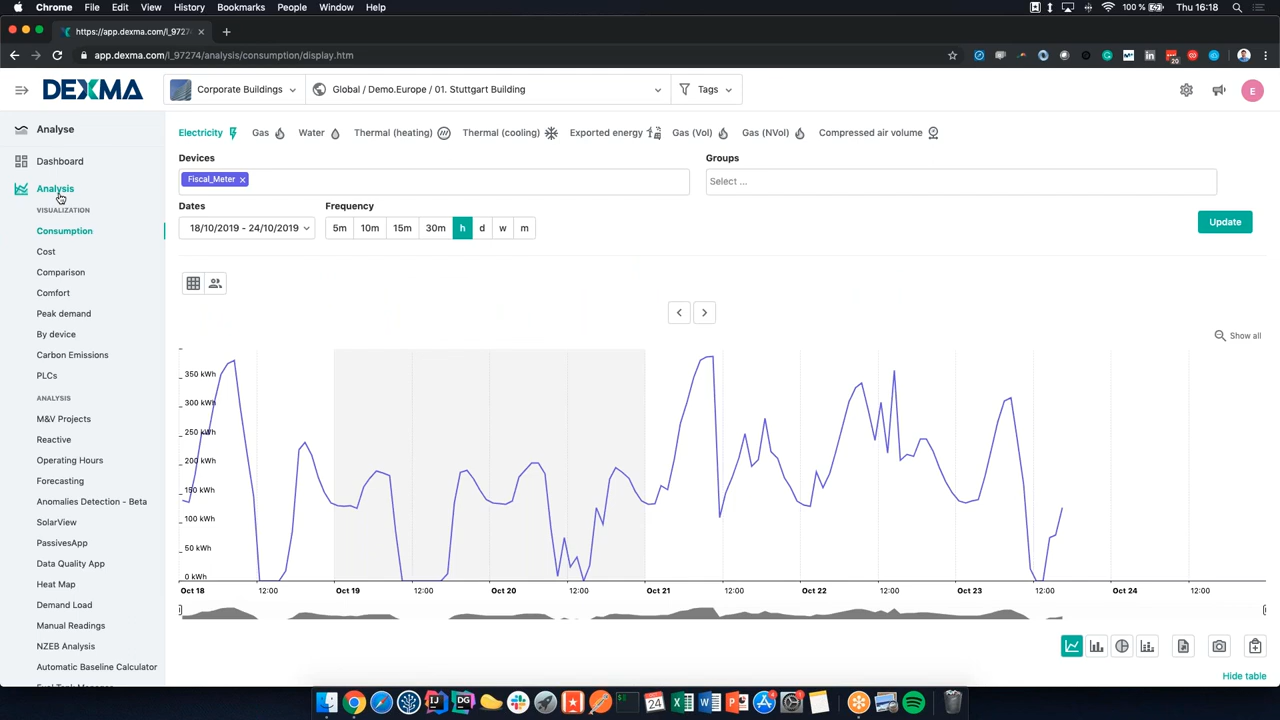 Chrome File Edit View History Bookmarks People Window Help 100 % Thu 16:18
https://app.dexma.com/l_9727
app.dexma.com/l_97274/analysis/consumption/display.htm
20
DEXMA Corporate Buildings Global / Demo.Europe / 01. Stuttgart Building Tags E
Analyse
Dashboard
Analysis
VISUALIZATION
Consumption
Cost
Comparison
Comfort
Peak demand
By device
Carbon Emissions
PLCs
ANALYSIS
M&V Projects
Reactive
Operating Hours
Forecasting
Anomalies Detection - Beta
SolarView
PassivesApp
Data Quality App
Heat Map
Demand Load
Manual Readings
NZEB Analysis
Automatic Baseline Calculator
Electricity Gas Water Thermal (heating) Thermal (cooling) Exported energy Gas (Vol) Gas (NVol) Compressed air volume
Devices Groups
Fiscal_Meter × Select ...
Dates Frequency
18/10/2019 - 24/10/2019 5m 10m 15m 30m h d w m Update
Show all
350 kWh
300 kWh
250 kWh
200 kWh
150 kWh
100 kWh
50 kWh
0 kWh
Oct 18 12:00 Oct 19 12:00 Oct 20 12:00 Oct 21 12:00 Oct 22 12:00 Oct 23 12:00 Oct 24 12:00
Hide table
24